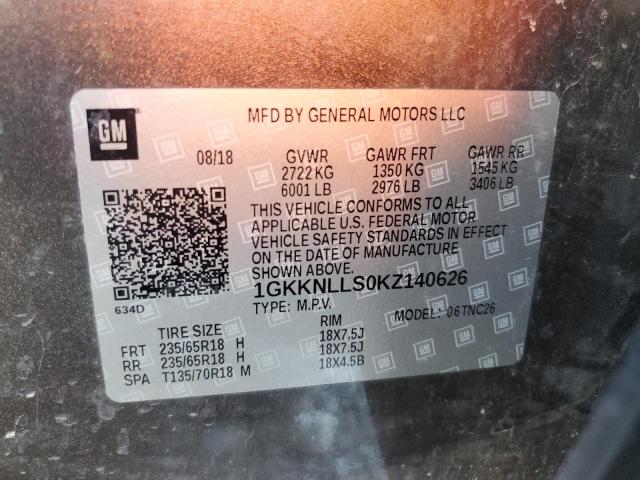 GM
MFD BY GENERAL MOTORS LLC
08/18 GVWR GAWR FRT GAWR RR
2722 KG 1350 KG 1545 KG
6001 LB 2976 LB 3406 LB
THIS VEHICLE CONFORMS TO ALL
APPLICABLE U.S. FEDERAL MOTOR
VEHICLE SAFETY STANDARDS IN EFFECT
ON THE DATE OF MANUFACTURE
SHOWN ABOVE.
634D
1GKKNLLS0KZ140626
TYPE: M.P.V. MODEL: 06TNC26
TIRE SIZE RIM
FRT 235/65R18 H 18X7.5J
RR 235/65R18 H 18X7.5J
SPA T135/70R18 M 18X4.5B